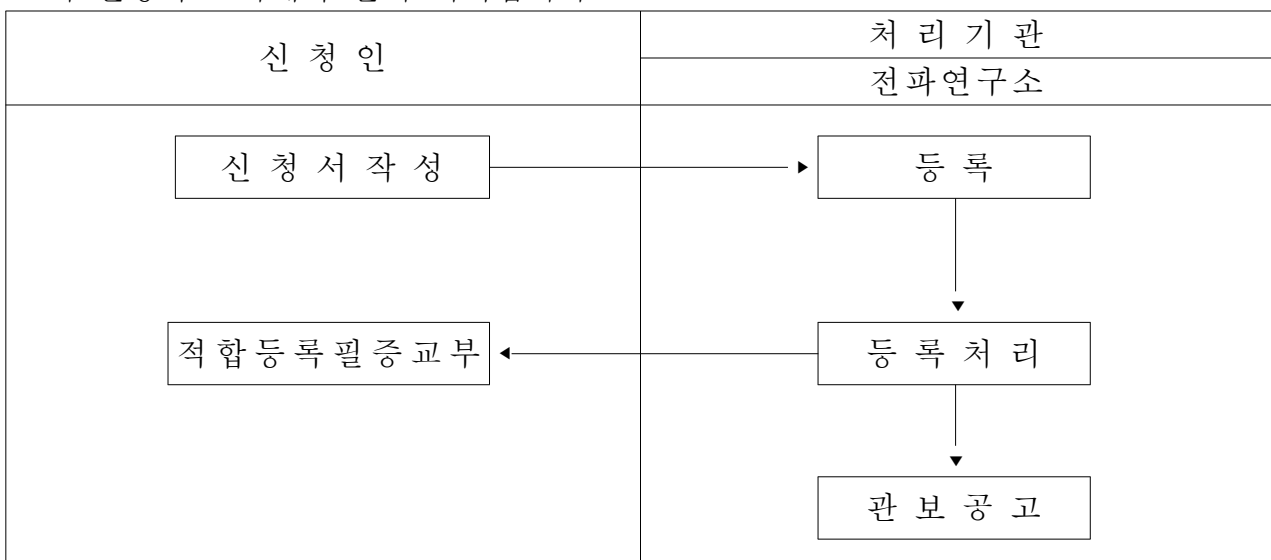 신 청 인
처 리 기 관
전파연구소
신 청 서 작 성
등 록
적합등록필증교부
등 록 처 리
관 보 공 고